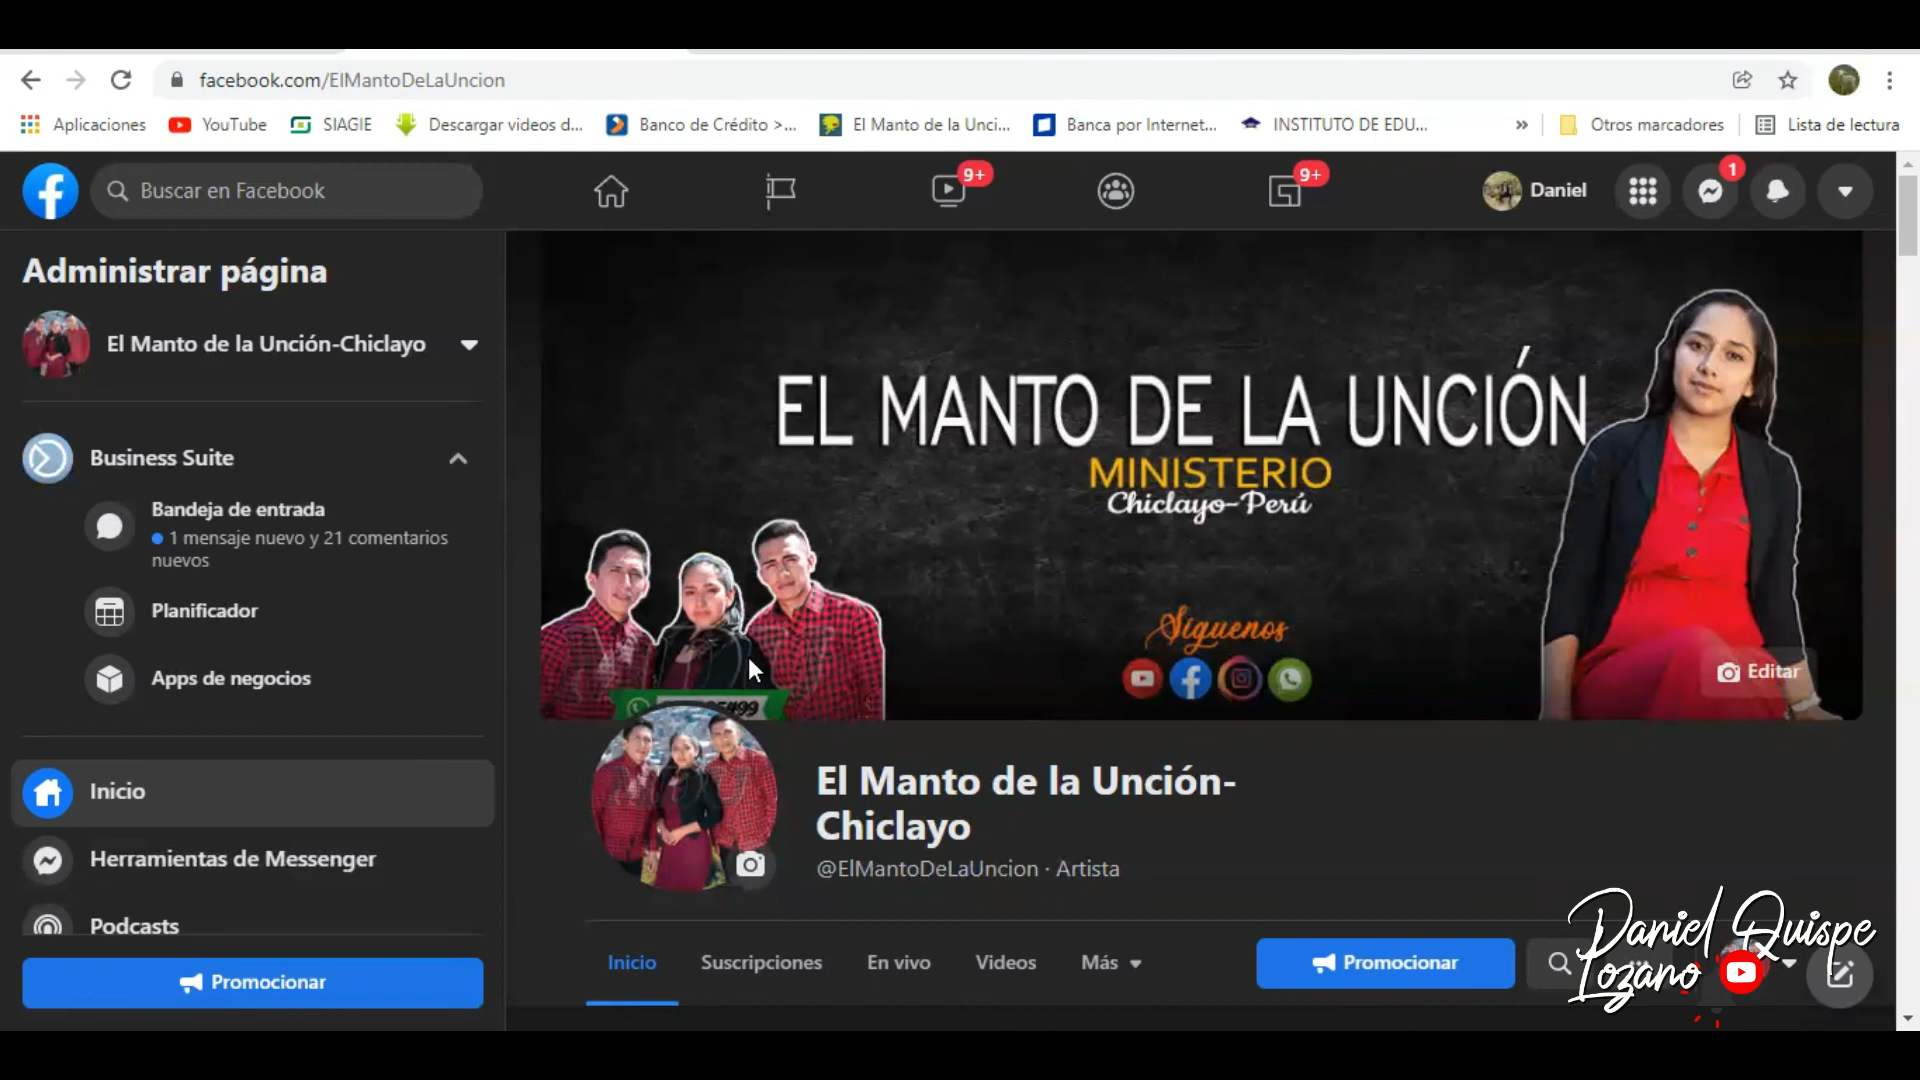 facebook.com/ElMantoDeLaUncion
Aplicaciones
YouTube
SIAGIE
Descargar videos d...
Banco de Crédito >...
El Manto de la Unci...
Banca por Internet...
INSTITUTO DE EDU...
»
Otros marcadores
Lista de lectura
Buscar en Facebook
9+
9+
Daniel
1
Administrar página
El Manto de la Unción-Chiclayo
Business Suite
Bandeja de entrada
1 mensaje nuevo y 21 comentarios
nuevos
Planificador
Apps de negocios
Inicio
Herramientas de Messenger
Podcasts
Promocionar
EL MANTO DE LA UNCIÓN
MINISTERIO
Chiclayo-Perú
Síguenos
Editar
El Manto de la Unción-
Chiclayo
@ElMantoDeLaUncion · Artista
Inicio
Suscripciones
En vivo
Videos
Más
Promocionar
Daniel Quispe
Lozano